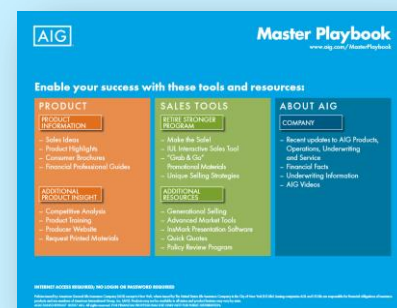 AIG
Master Playbook
www.aig.com/MasterPlaybook
Enable your success with these tools and resources:
PRODUCT
PRODUCT INFORMATION
– Sales Ideas
– Product Highlights
– Consumer Brochures
– Financial Professional Guides
ADDITIONAL
PRODUCT INSIGHT
– Competitive Analysis
– Product Training
– Producer Website
– Request Printed Materials
SALES TOOLS
RETIRE STRONGER
PROGRAM
– Make the Sale!
– IUL Interactive Sales Tool
– "Grab & Go"
Promotional Materials
– Unique Selling Strategies
ADDITIONAL
RESOURCES
– Generational Selling
– Advanced Market Tools
– InsMark Presentation Software
– Quick Quotes
– Policy Review Program
ABOUT AIG
COMPANY
– Recent updates to AIG Products,
Operations, Underwriting
and Service
– Financial Facts
– Underwriting Information
– AIG Videos
INTERNET ACCESS REQUIRED; NO LOGIN OR PASSWORD REQUIRED